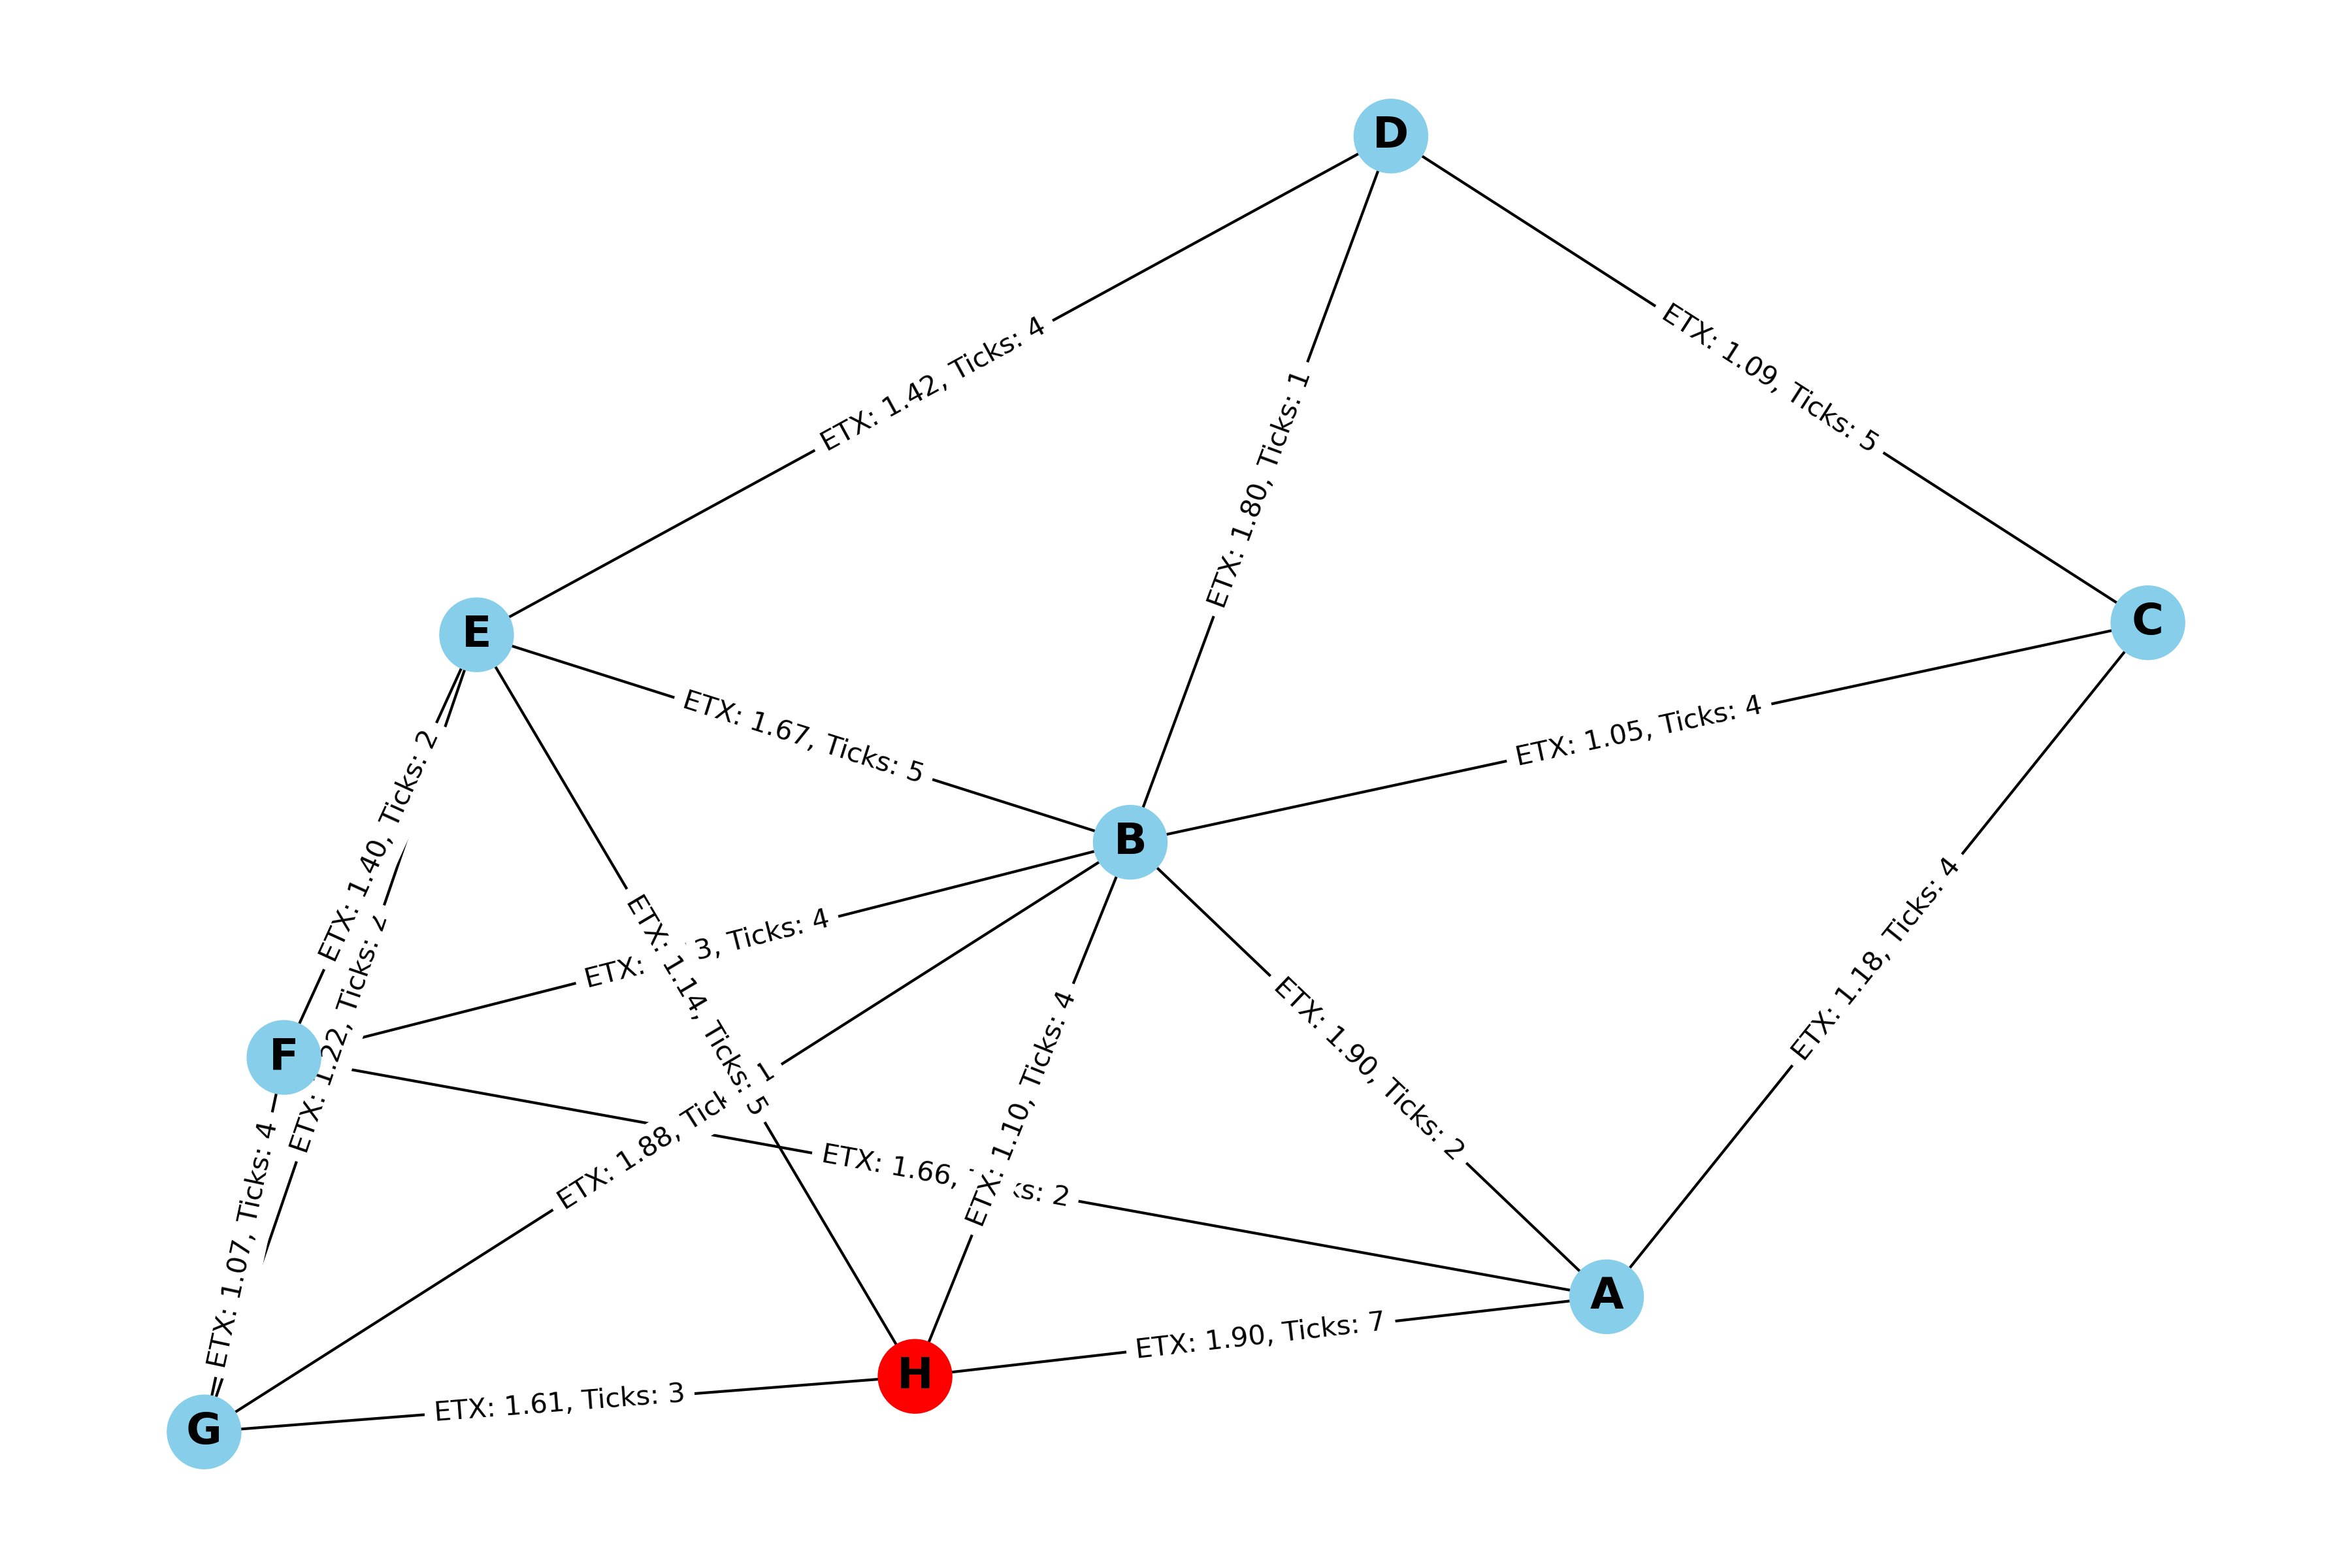 D
ETX: 1.42, Ticks: 4
ETX: 1.09, Ticks: 5
ETX: 1.80, Ticks: 1
E
C
ETX: 1.67, Ticks: 5
ETX: 1.05, Ticks: 4
B
ETX: 1.40, Ticks: 2
ETX: 3, Ticks: 4
ETX: 1.14, Ticks: 5
ETX: 1.18, Ticks: 4
F
ETX: 1.22, Ticks: 2
ETX: 1.90, Ticks: 2
ETX: 1.10, Ticks: 4
ETX: 1.88, 1
ETX: 1.66, 2
ETX: 1.07, Ticks: 4
A
ETX: 1.90, Ticks: 7
H
ETX: 1.61, Ticks: 3
G